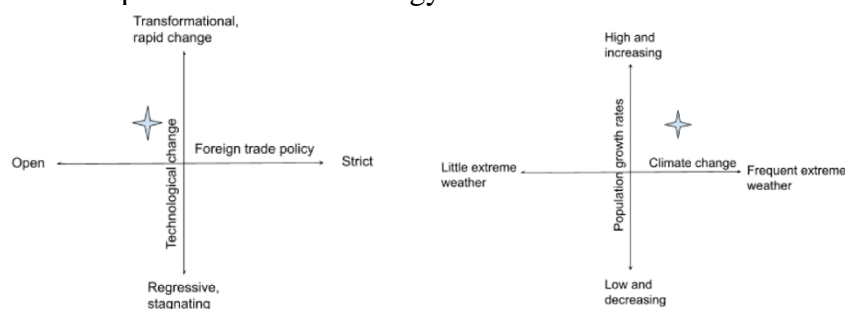 Transformational,
rapid change
Technological change
Foreign trade policy
Open
Strict
Regressive,
stagnating
High and
increasing
Population growth rates
Climate change
Little extreme
weather
Frequent extreme
weather
Low and
decreasing